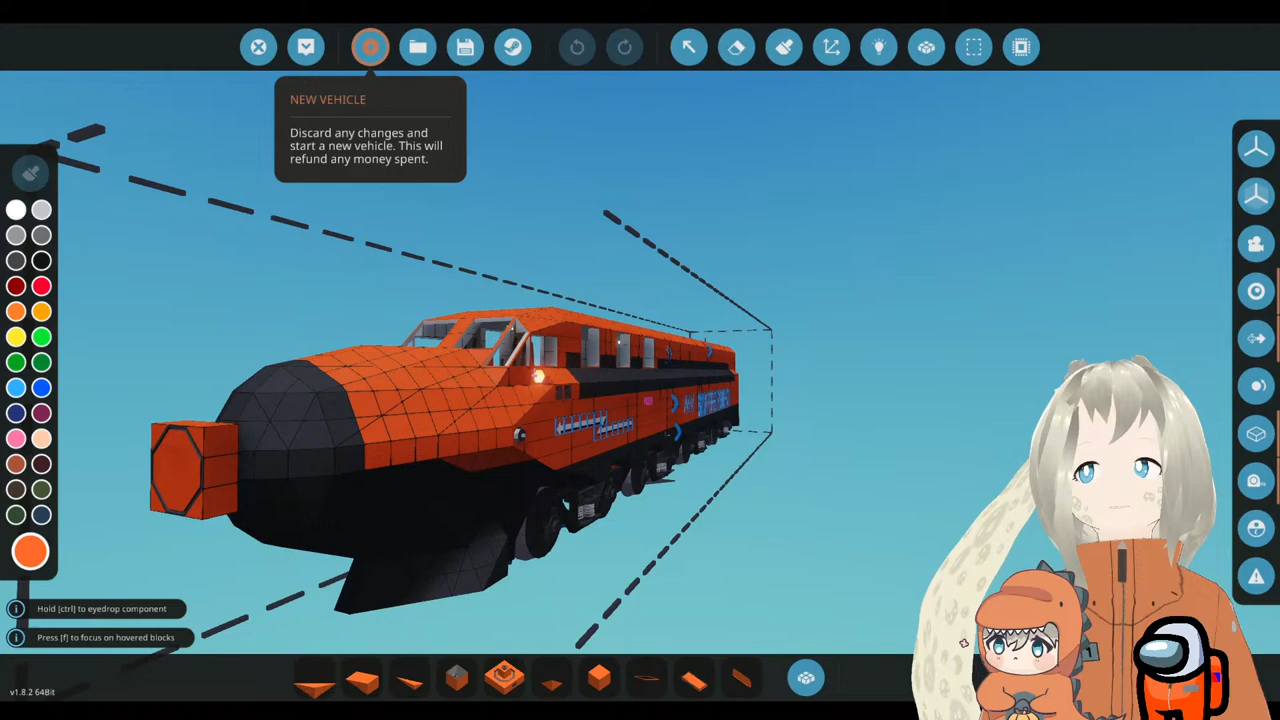 NEW VEHICLE
Discard any changes and
start a new vehicle. This will
refund any money spent.
Hold [ctrl] to eyedrop component
Press [f] to focus on hovered blocks
v1.8.2 64Bit
1